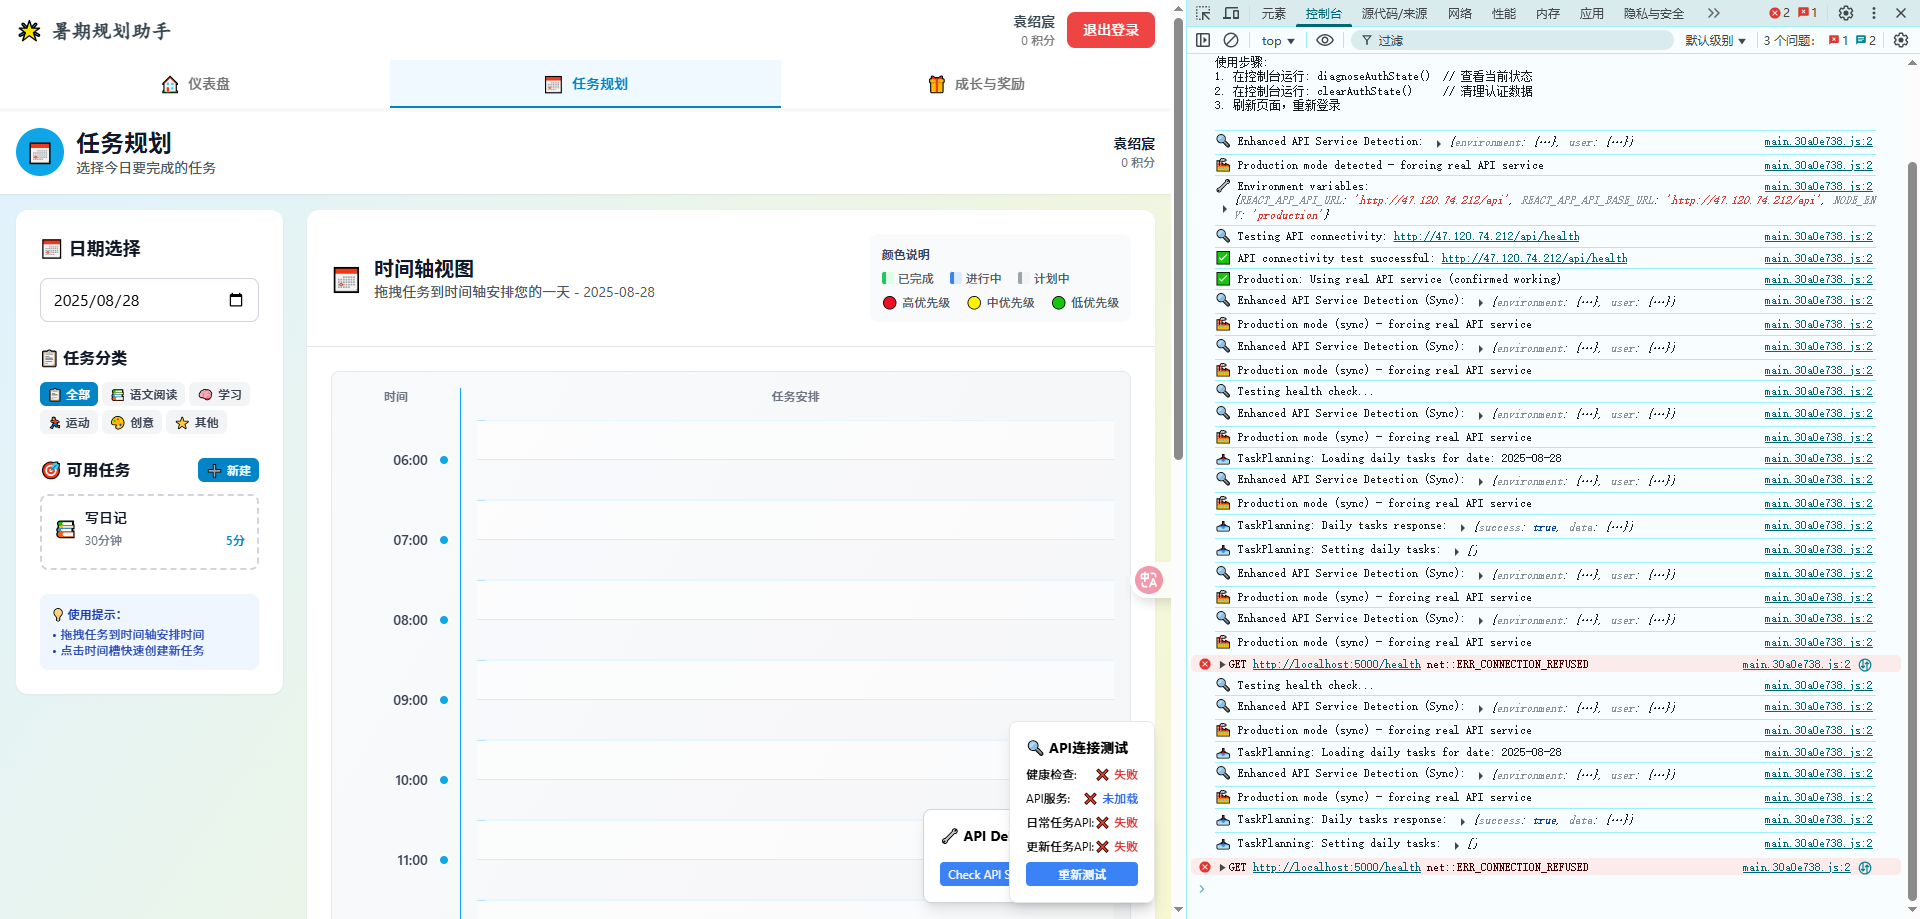 暑期规划助手
袁绍宸
0 积分
退出登录
仪表盘
任务规划
成长与奖励
任务规划
选择今日要完成的任务
袁绍宸
0 积分
日期选择
2025/08/28
任务分类
全部
语文阅读
学习
运动
创意
其他
可用任务
新建
写日记
30分钟
5分
使用提示：
• 拖拽任务到时间轴安排时间
• 点击时间槽快速创建新任务
时间轴视图
拖拽任务到时间轴安排您的一天 - 2025-08-28
颜色说明
已完成 进行中 计划中
高优先级 中优先级 低优先级
时间
任务安排
06:00
07:00
08:00
09:00
10:00
11:00
API De
Check API S
API连接测试
健康检查: 失败
API服务: 未加载
日常任务API: 失败
更新任务API: 失败
重新测试
元素 控制台 源代码/来源 网络 性能 内存 应用 隐私与安全 2 1
top 过滤 默认级别 3 个问题: 1 2
使用步骤:
1. 在控制台运行: diagnoseAuthState() // 查看当前状态
2. 在控制台运行: clearAuthState() // 清理认证数据
3. 刷新页面，重新登录
Enhanced API Service Detection: {environment: {…}, user: {…}} main.30a0e738.js:2
Production mode detected - forcing real API service main.30a0e738.js:2
Environment variables: main.30a0e738.js:2
{REACT_APP_API_URL: 'http://47.120.74.212/api', REACT_APP_API_BASE_URL: 'http://47.120.74.212/api', NODE_EN
V: 'production'}
Testing API connectivity: http://47.120.74.212/api/health main.30a0e738.js:2
API connectivity test successful: http://47.120.74.212/api/health main.30a0e738.js:2
Production: Using real API service (confirmed working) main.30a0e738.js:2
Enhanced API Service Detection (Sync): {environment: {…}, user: {…}} main.30a0e738.js:2
Production mode (sync) - forcing real API service main.30a0e738.js:2
Enhanced API Service Detection (Sync): {environment: {…}, user: {…}} main.30a0e738.js:2
Production mode (sync) - forcing real API service main.30a0e738.js:2
Testing health check... main.30a0e738.js:2
Enhanced API Service Detection (Sync): {environment: {…}, user: {…}} main.30a0e738.js:2
Production mode (sync) - forcing real API service main.30a0e738.js:2
TaskPlanning: Loading daily tasks for date: 2025-08-28 main.30a0e738.js:2
Enhanced API Service Detection (Sync): {environment: {…}, user: {…}} main.30a0e738.js:2
Production mode (sync) - forcing real API service main.30a0e738.js:2
TaskPlanning: Daily tasks response: {success: true, data: {…}} main.30a0e738.js:2
TaskPlanning: Setting daily tasks: {} main.30a0e738.js:2
Enhanced API Service Detection (Sync): {environment: {…}, user: {…}} main.30a0e738.js:2
Production mode (sync) - forcing real API service main.30a0e738.js:2
Enhanced API Service Detection (Sync): {environment: {…}, user: {…}} main.30a0e738.js:2
Production mode (sync) - forcing real API service main.30a0e738.js:2
GET http://localhost:5000/health net::ERR_CONNECTION_REFUSED main.30a0e738.js:2
Testing health check... main.30a0e738.js:2
Enhanced API Service Detection (Sync): {environment: {…}, user: {…}} main.30a0e738.js:2
Production mode (sync) - forcing real API service main.30a0e738.js:2
TaskPlanning: Loading daily tasks for date: 2025-08-28 main.30a0e738.js:2
Enhanced API Service Detection (Sync): {environment: {…}, user: {…}} main.30a0e738.js:2
Production mode (sync) - forcing real API service main.30a0e738.js:2
TaskPlanning: Daily tasks response: {success: true, data: {…}} main.30a0e738.js:2
TaskPlanning: Setting daily tasks: {} main.30a0e738.js:2
GET http://localhost:5000/health net::ERR_CONNECTION_REFUSED main.30a0e738.js:2